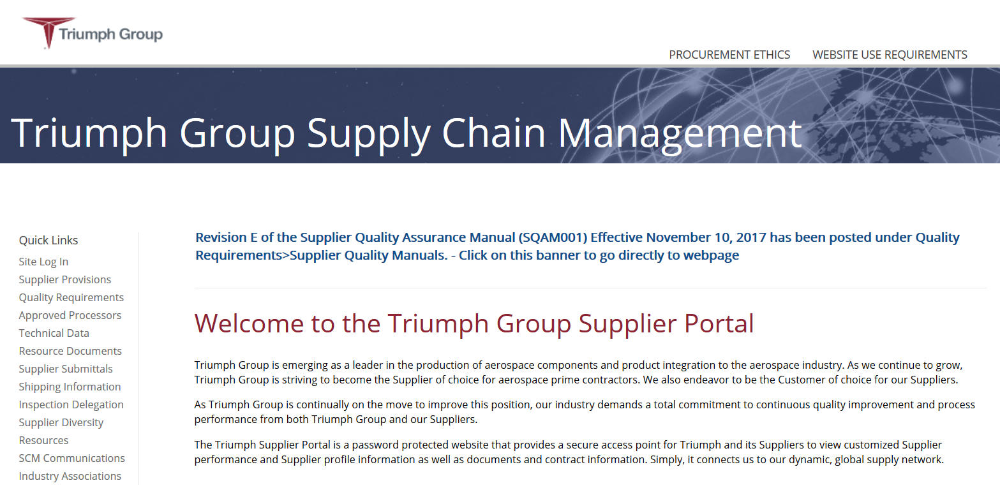 Triumph Group
PROCUREMENT ETHICS WEBSITE USE REQUIREMENTS
Triumph Group Supply Chain Management
Quick Links
Site Log In
Supplier Provisions
Quality Requirements
Approved Processors
Technical Data
Resource Documents
Supplier Submittals
Shipping Information
Inspection Delegation
Supplier Diversity
Resources
SCM Communications
Industry Associations
Revision E of the Supplier Quality Assurance Manual (SQAM001) Effective November 10, 2017 has been posted under Quality
Requirements>Supplier Quality Manuals. - Click on this banner to go directly to webpage
Welcome to the Triumph Group Supplier Portal
Triumph Group is emerging as a leader in the production of aerospace components and product integration to the aerospace industry. As we continue to grow,
Triumph Group is striving to become the Supplier of choice for aerospace prime contractors. We also endeavor to be the Customer of choice for our Suppliers.
As Triumph Group is continually on the move to improve this position, our industry demands a total commitment to continuous quality improvement and process
performance from both Triumph Group and our Suppliers.
The Triumph Supplier Portal is a password protected website that provides a secure access point for Triumph and its Suppliers to view customized Supplier
performance and Supplier profile information as well as documents and contract information. Simply, it connects us to our dynamic, global supply network.